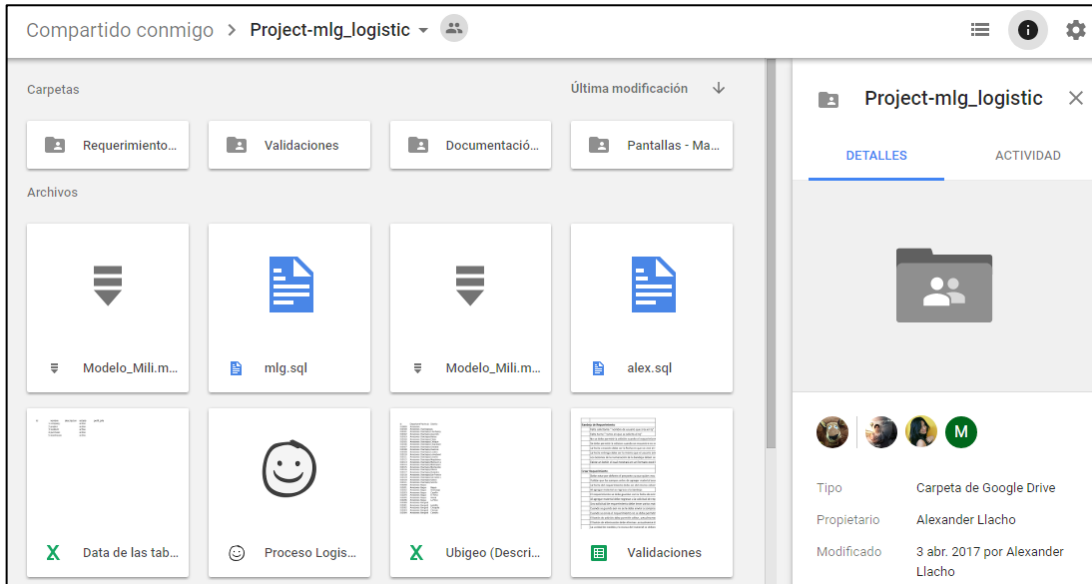 Compartido conmigo > Project-mlg_logistic
Carpetas
Última modificación
Requerimiento...
Validaciones
Documentació...
Pantallas - Ma...
Archivos
Modelo_Mili.m...
mlg.sql
Modelo_Mili.m...
alex.sql
Data de las tab...
Proceso Logis...
Ubigeo (Descri...
Validaciones
Project-mlg_logistic
DETALLES
ACTIVIDAD
M
Tipo
Carpeta de Google Drive
Propietario
Alexander Llacho
Modificado
3 abr. 2017 por Alexander
Llacho